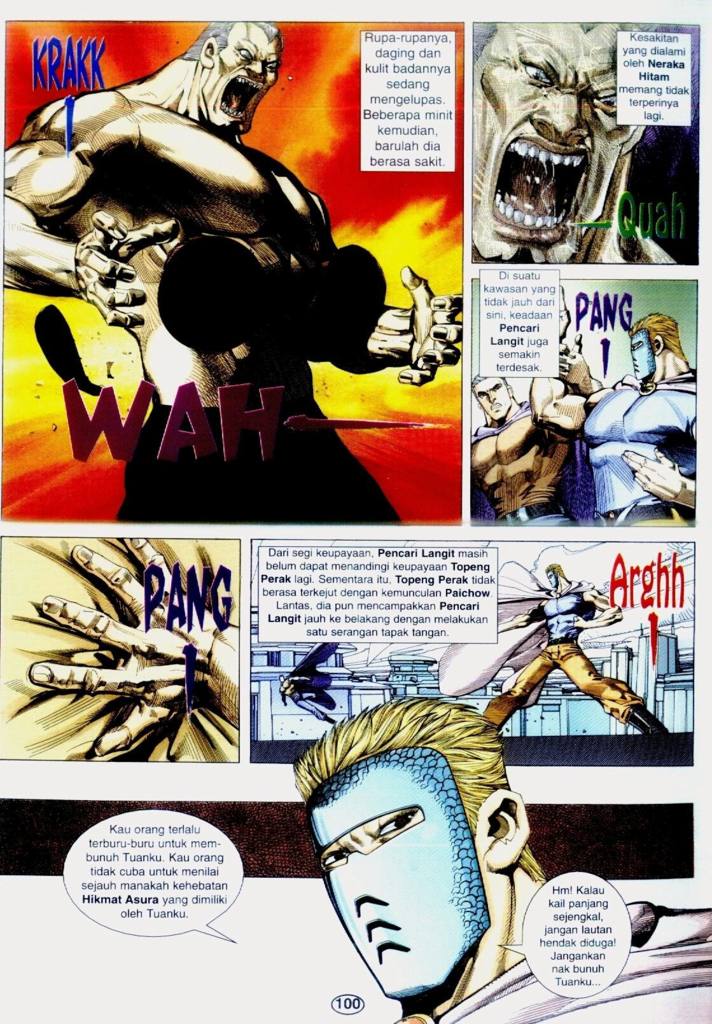 KRAKK
Rupa-rupanya,
daging dan
kulit badannya
sedang
mengelupas.
Beberapa minit
kemudian,
barulah dia
berasa sakit.
WAH
Kesakitan
yang dialami
oleh Neraka
Hitam
memang tidak
terperinya
lagi.
Quah
Di suatu
kawasan yang
tidak jauh dari
sini, keadaan
Pencari
Langit juga
semakin
terdesak.
PANG
PANG
Dari segi keupayaan, Pencari Langit masih
belum dapat menandingi keupayaan Topeng
Perak lagi. Sementara itu, Topeng Perak tidak
berasa terkejut dengan kemunculan Paichow.
Lantas, dia pun mencampakkan Pencari
Langit jauh ke belakang dengan melakukan
satu serangan tapak tangan.
Arghh
Kau orang terlalu
terburu-buru untuk mem-
bunuh Tuanku. Kau orang
tidak cuba untuk menilai
sejauh manakah kehebatan
Hikmat Asura yang dimiliki
oleh Tuanku.
Hm! Kalau
kail panjang
sejengkal,
jangan lautan
hendak diduga!
Jangankan
nak bunuh
Tuanku...
100